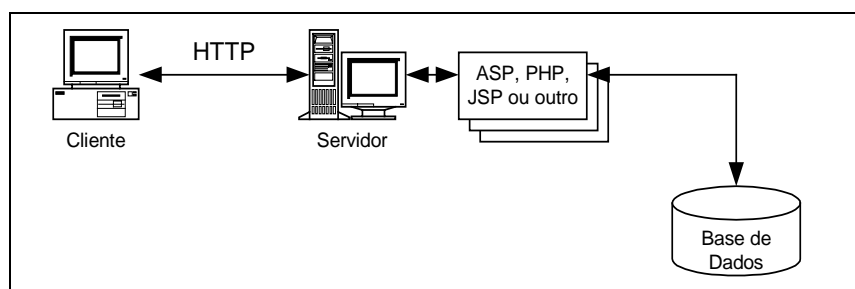 HTTP
Cliente
Servidor
ASP, PHP,
JSP ou outro
Base de
Dados